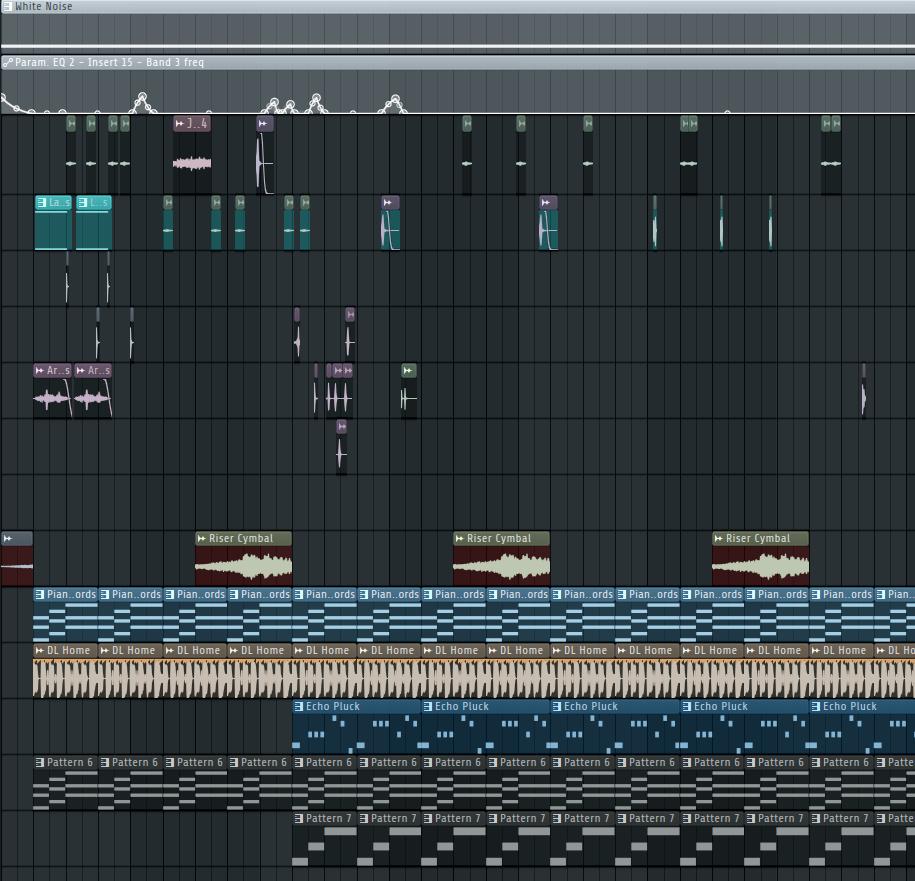 White Noise
Param. EQ 2 - Insert 15 - Band 3 freq
J..4
La..s L..s
Ar..s Ar..s
Riser Cymbal Riser Cymbal Riser Cymbal
Pian..ords Pian..ords Pian..ords Pian..ords Pian..ords Pian..ords Pian..ords Pian..ords Pian..ords Pian..ords Pian..ords Pian..ords Pian..ords Pian..
DL Home DL Home DL Home DL Home DL Home DL Home DL Home DL Home DL Home DL Home DL Home DL Home DL Home DL Ho
Echo Pluck Echo Pluck Echo Pluck Echo Pluck Echo Pluck
Pattern 6 Pattern 6 Pattern 6 Pattern 6 Pattern 6 Pattern 6 Pattern 6 Pattern 6 Pattern 6 Pattern 6 Pattern 6 Pattern 6 Pattern 6 Patte
Pattern 7 Pattern 7 Pattern 7 Pattern 7 Pattern 7 Pattern 7 Pattern 7 Pattern 7 Pattern 7 Patte